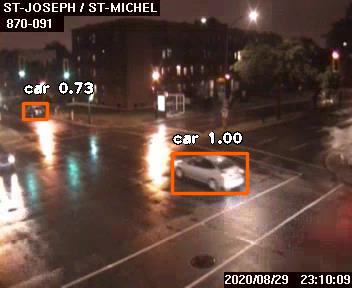 ST-JOSEPH / ST-MICHEL
870-091
car 0.73
car 1.00
2020/08/29 23:10:09